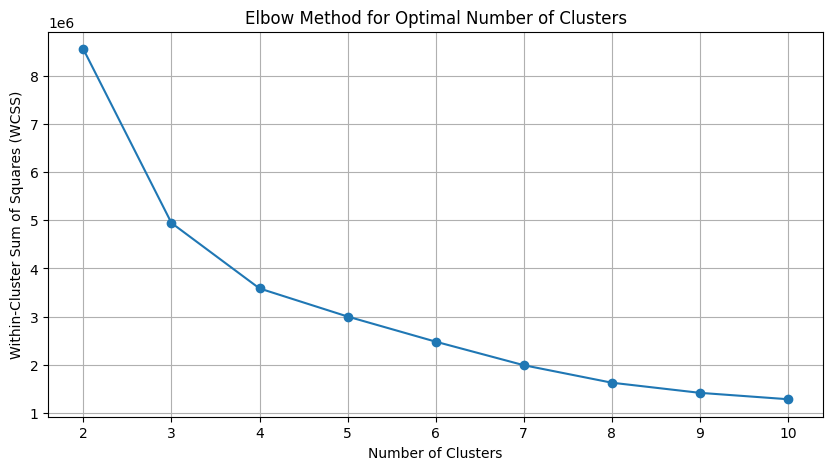 Elbow Method for Optimal Number of Clusters
1e6
8
7
6
5
4
3
2
1
Within-Cluster Sum of Squares (WCSS)
2 3 4 5 6 7 8 9 10
Number of Clusters